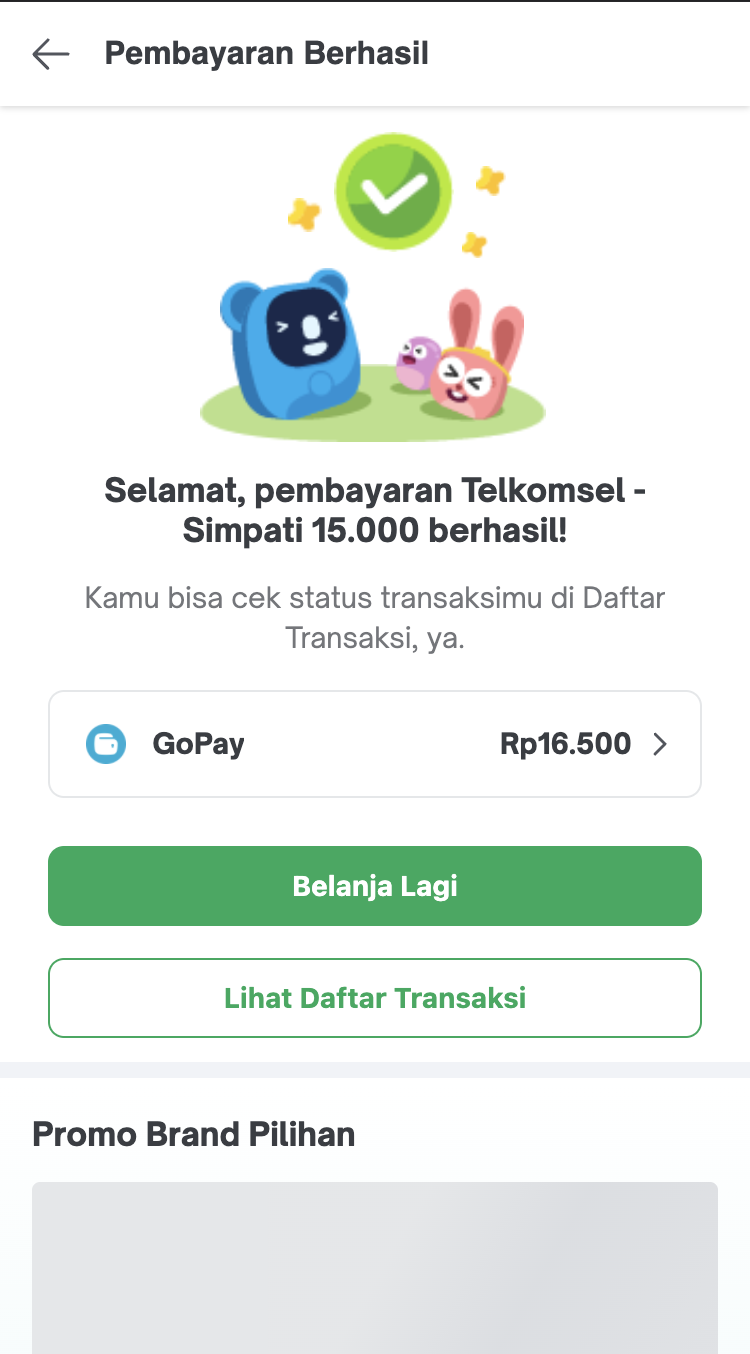 Pembayaran Berhasil
Selamat, pembayaran Telkomsel -
Simpati 15.000 berhasil!
Kamu bisa cek status transaksimu di Daftar
Transaksi, ya.
GoPay Rp16.500
Belanja Lagi
Lihat Daftar Transaksi
Promo Brand Pilihan